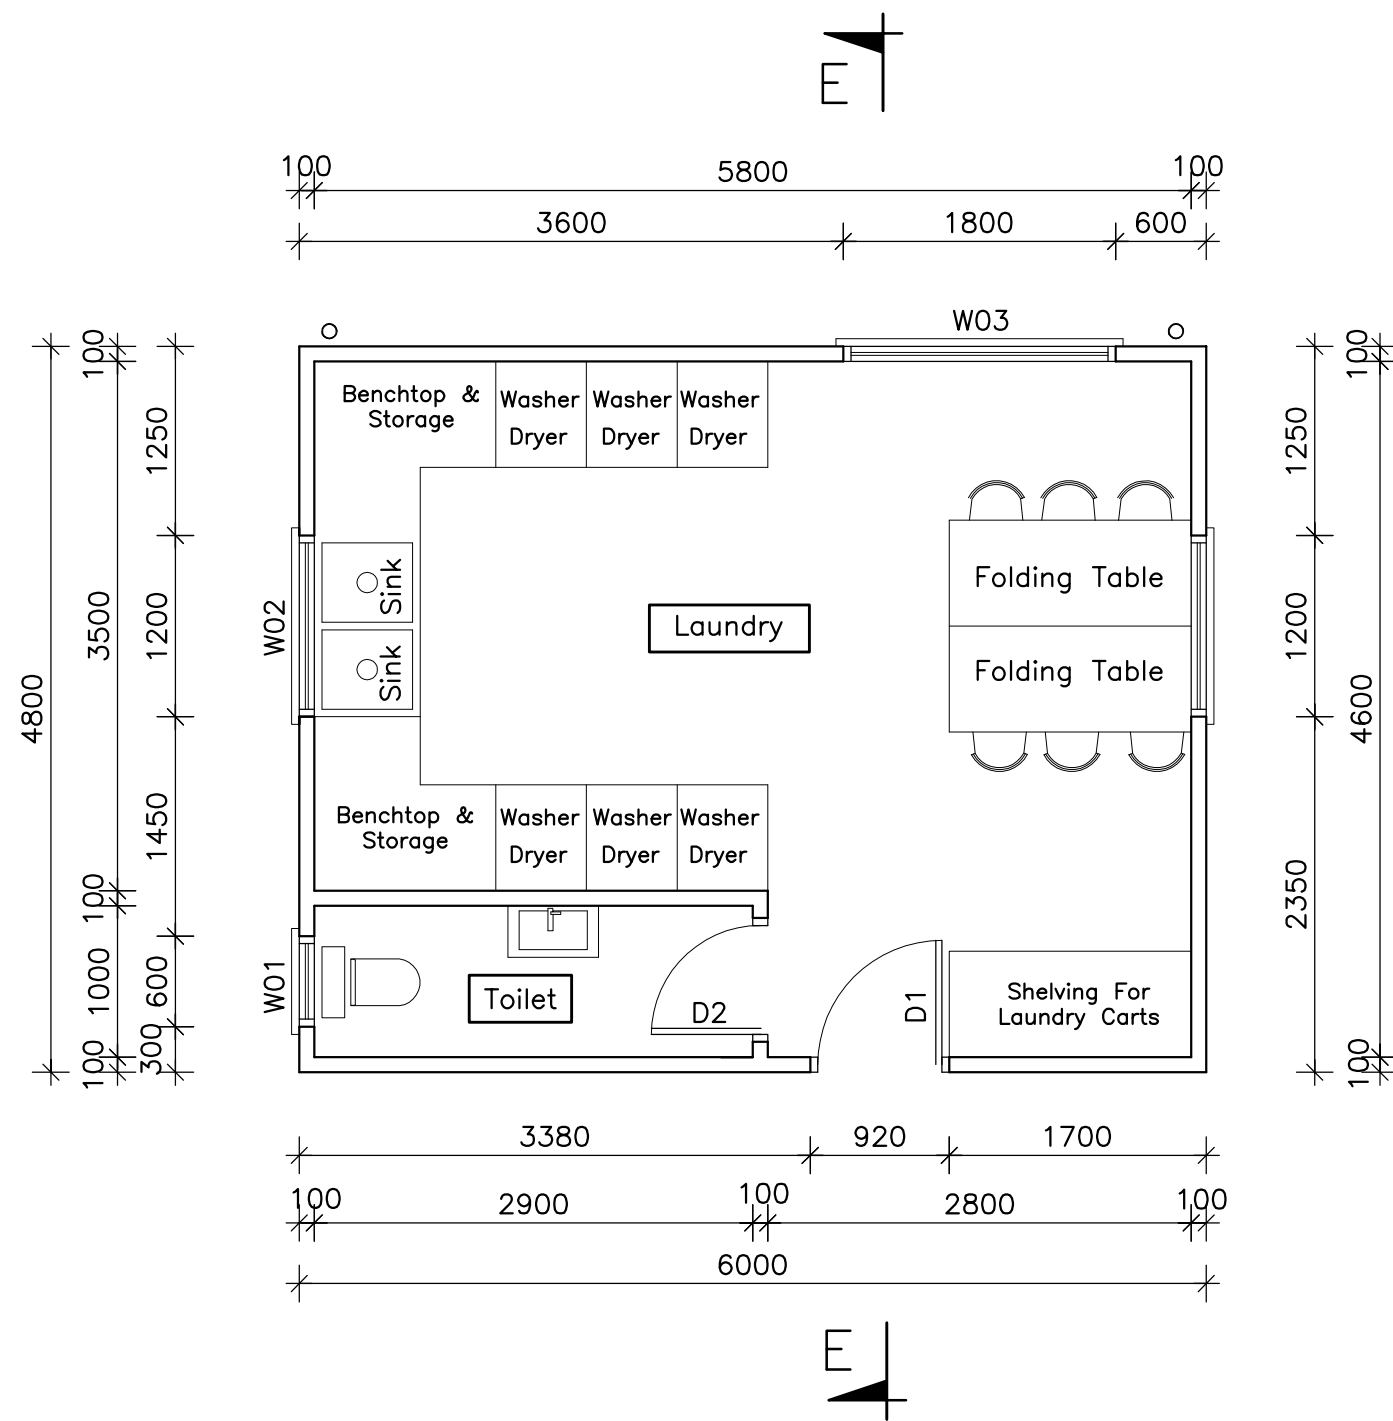 E
100 5800 100
3600 1800 600
W03
Benchtop &
Storage
Washer Washer Washer
Dryer Dryer Dryer
100
1250
1200
1450
3500
4800
100
1000
600
300
100
W02
Sink
Sink
W01
Laundry
Folding Table
Folding Table
100
1250
1200
2350
4600
100
Benchtop &
Storage
Washer Washer Washer
Dryer Dryer Dryer
Toilet
D2
D1
Shelving For
Laundry Carts
3380 920 1700
100 2900 100 2800 100
6000
E